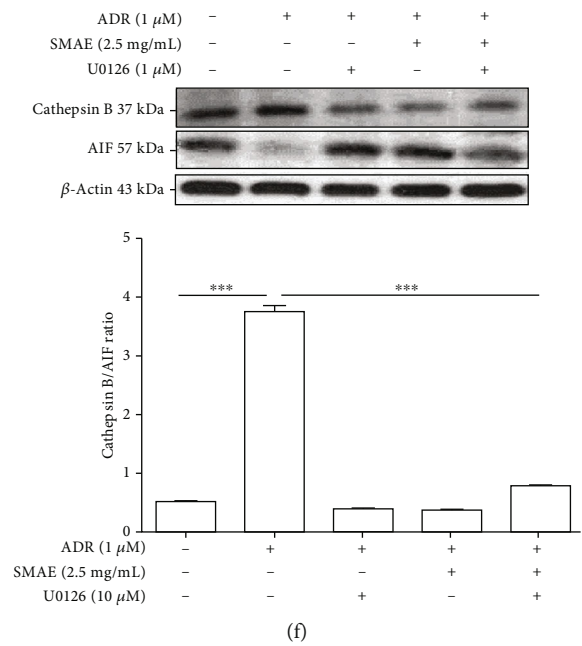 ADR (1 μM) – + + + +
SMAE (2.5 mg/mL) – – – + +
U0126 (1 μM) – – + – +
Cathepsin B 37 kDa
AIF 57 kDa
β-Actin 43 kDa
5
4
3
2
1
0
Cathepsin B/AIF ratio
*** ***
ADR (1 μM) – + + + +
SMAE (2.5 mg/mL) – – – + +
U0126 (10 μM) – – + – +
(f)